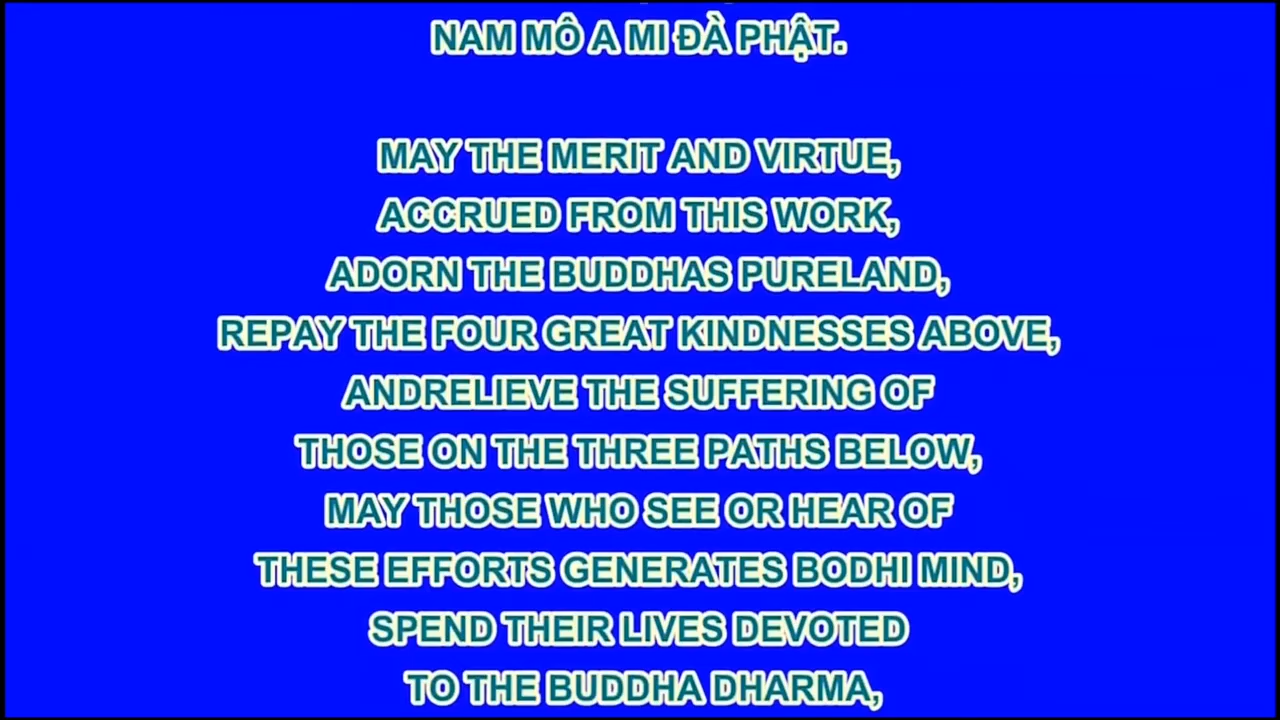 NAM MÔ A MI ĐÀ PHẬT.
MAY THE MERIT AND VIRTUE,
ACCRUED FROM THIS WORK,
ADORN THE BUDDHAS PURELAND,
REPAY THE FOUR GREAT KINDNESSES ABOVE,
ANDRELIEVE THE SUFFERING OF
THOSE ON THE THREE PATHS BELOW,
MAY THOSE WHO SEE OR HEAR OF
THESE EFFORTS GENERATES BODHI MIND,
SPEND THEIR LIVES DEVOTED
TO THE BUDDHA DHARMA,